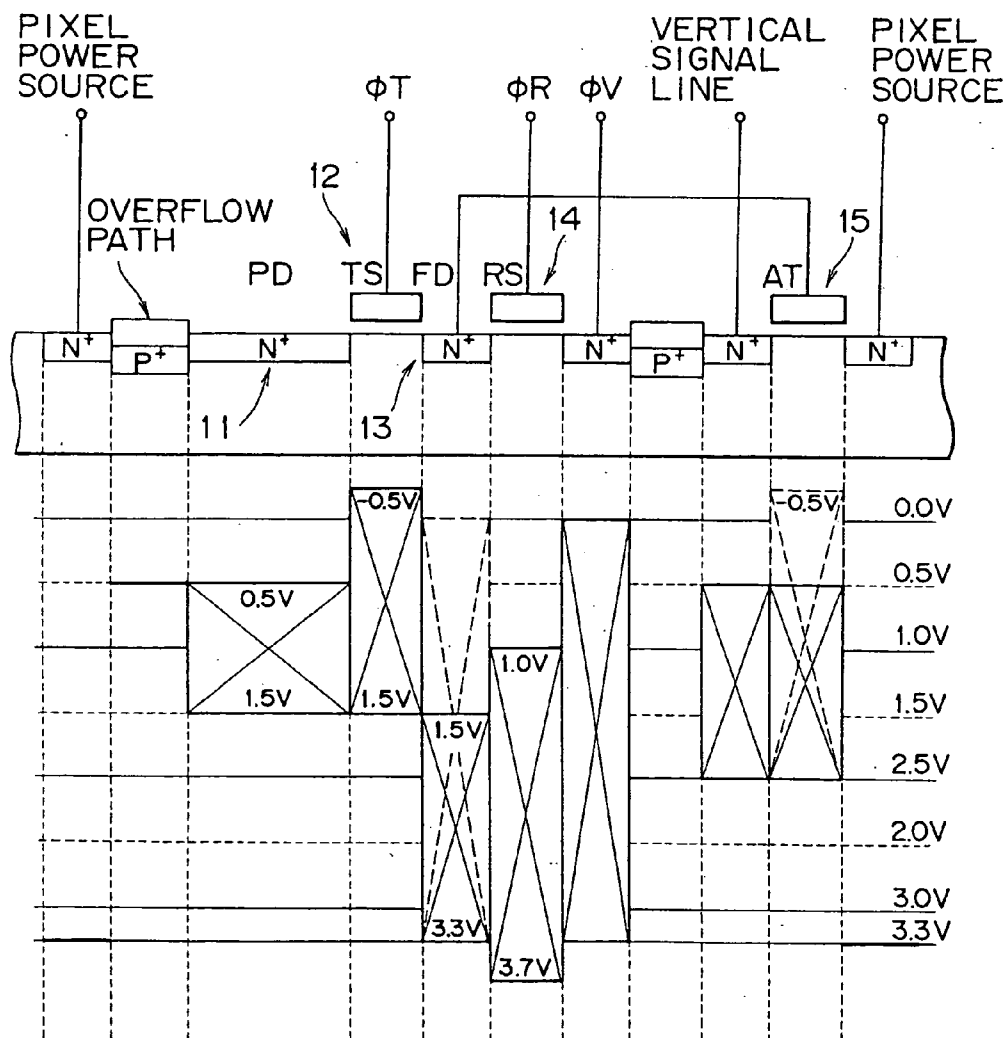 PIXEL
POWER
SOURCE
VERTICAL
SIGNAL
LINE
PIXEL
POWER
SOURCE
ΦT
ΦR
ΦV
12
14
15
OVERFLOW
PATH
PD
TS
FD
RS
AT
N+
P+
N+
N+
N+
P+
N+
N+
11
13
-0.5V
-0.5V
0.0V
0.5V
0.5V
1.0V
1.0V
1.5V
1.5V
1.5V
1.5V
2.5V
2.0V
3.0V
3.3V
3.3V
3.7V